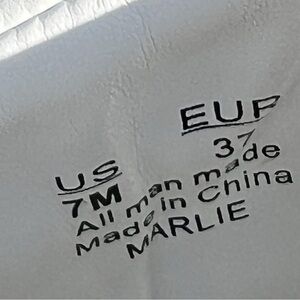 US EUR
7M 37
All man made
Made in China
MARLIE